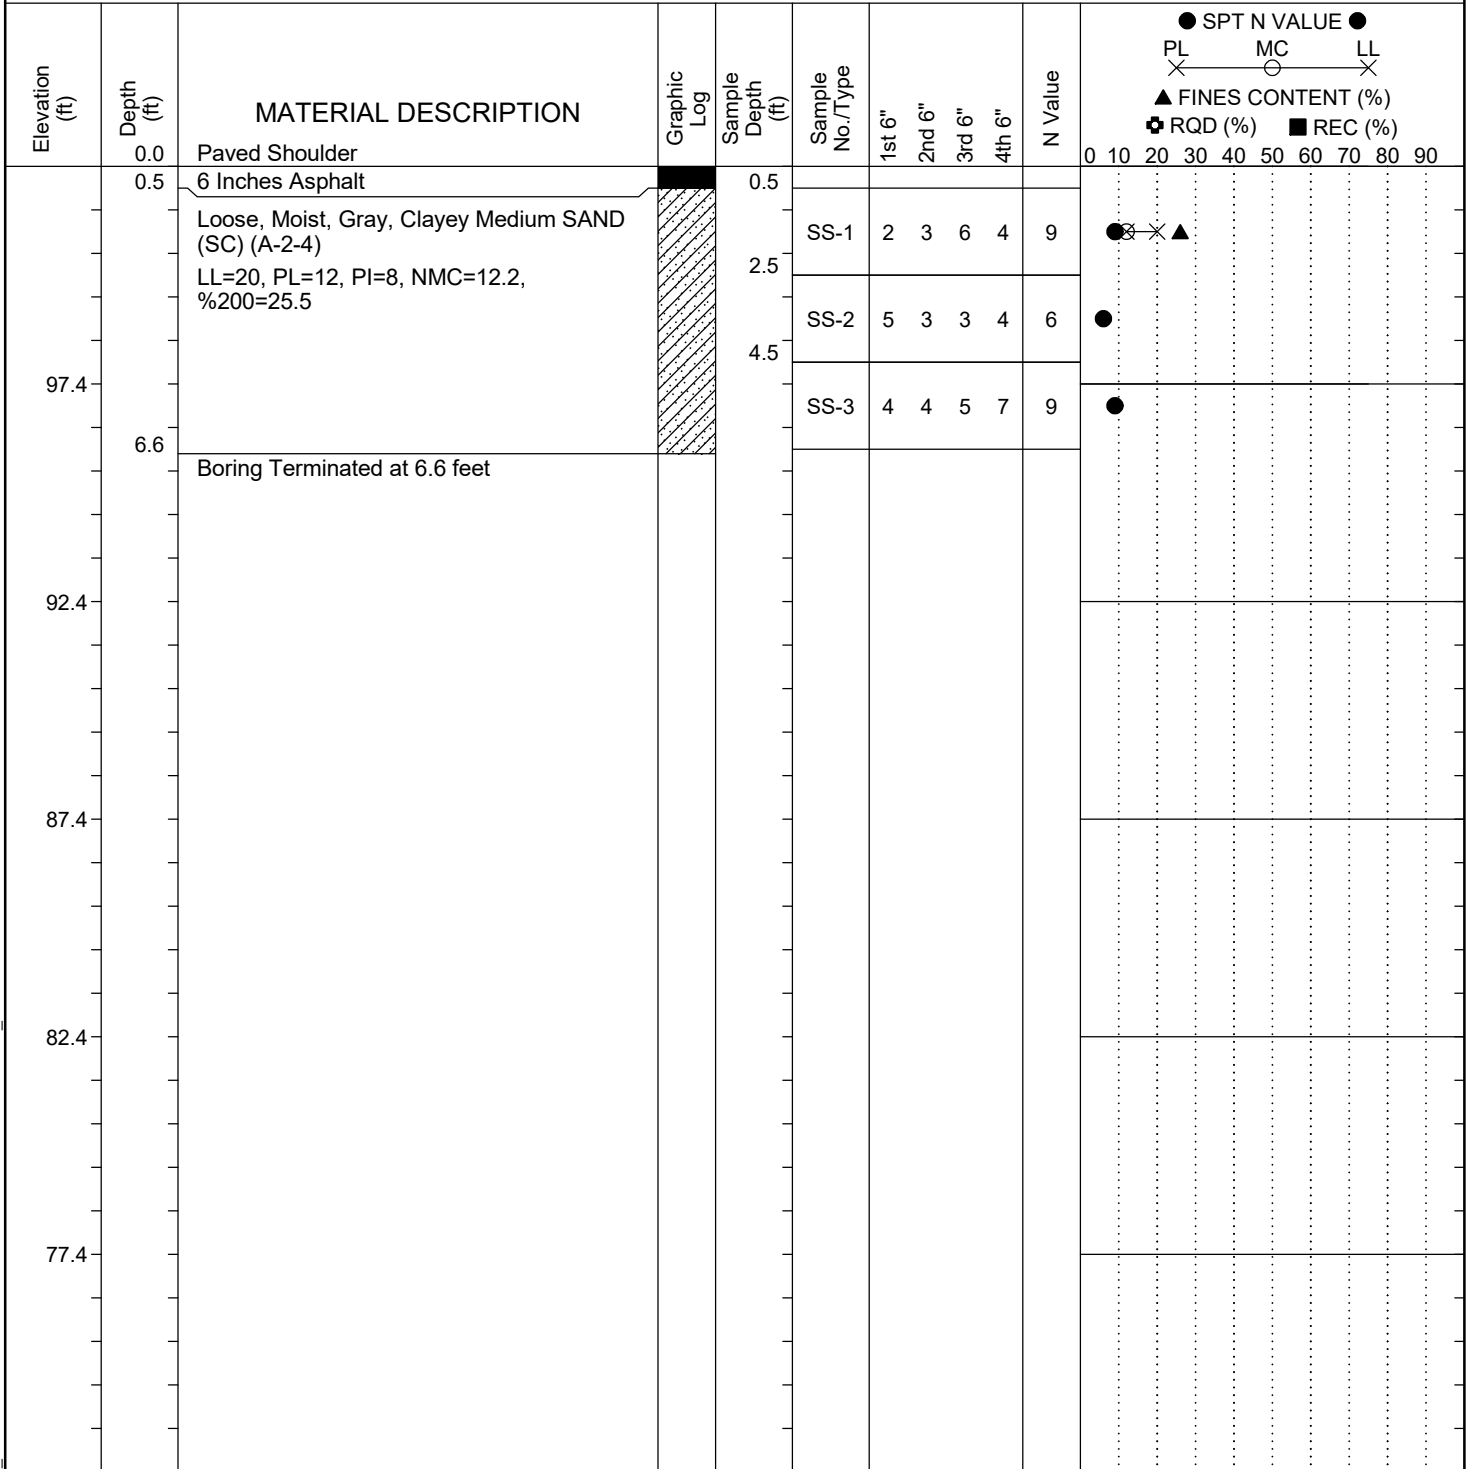 ● SPT N VALUE ●
PL MC LL
▲ FINES CONTENT (%)
RQD (%) ■ REC (%)
0 10 20 30 40 50 60 70 80 90
Elevation (ft)
Depth (ft)
MATERIAL DESCRIPTION
Graphic Log
Sample Depth (ft)
Sample No./Type
1st 6"
2nd 6"
3rd 6"
4th 6"
N Value
0.0 Paved Shoulder
0.5 6 Inches Asphalt 0.5
Loose, Moist, Gray, Clayey Medium SAND
(SC) (A-2-4)
SS-1 2 3 6 4 9
LL=20, PL=12, PI=8, NMC=12.2,
%200=25.5
2.5
SS-2 5 3 3 4 6
4.5
97.4
SS-3 4 4 5 7 9
6.6
Boring Terminated at 6.6 feet
92.4
87.4
82.4
77.4